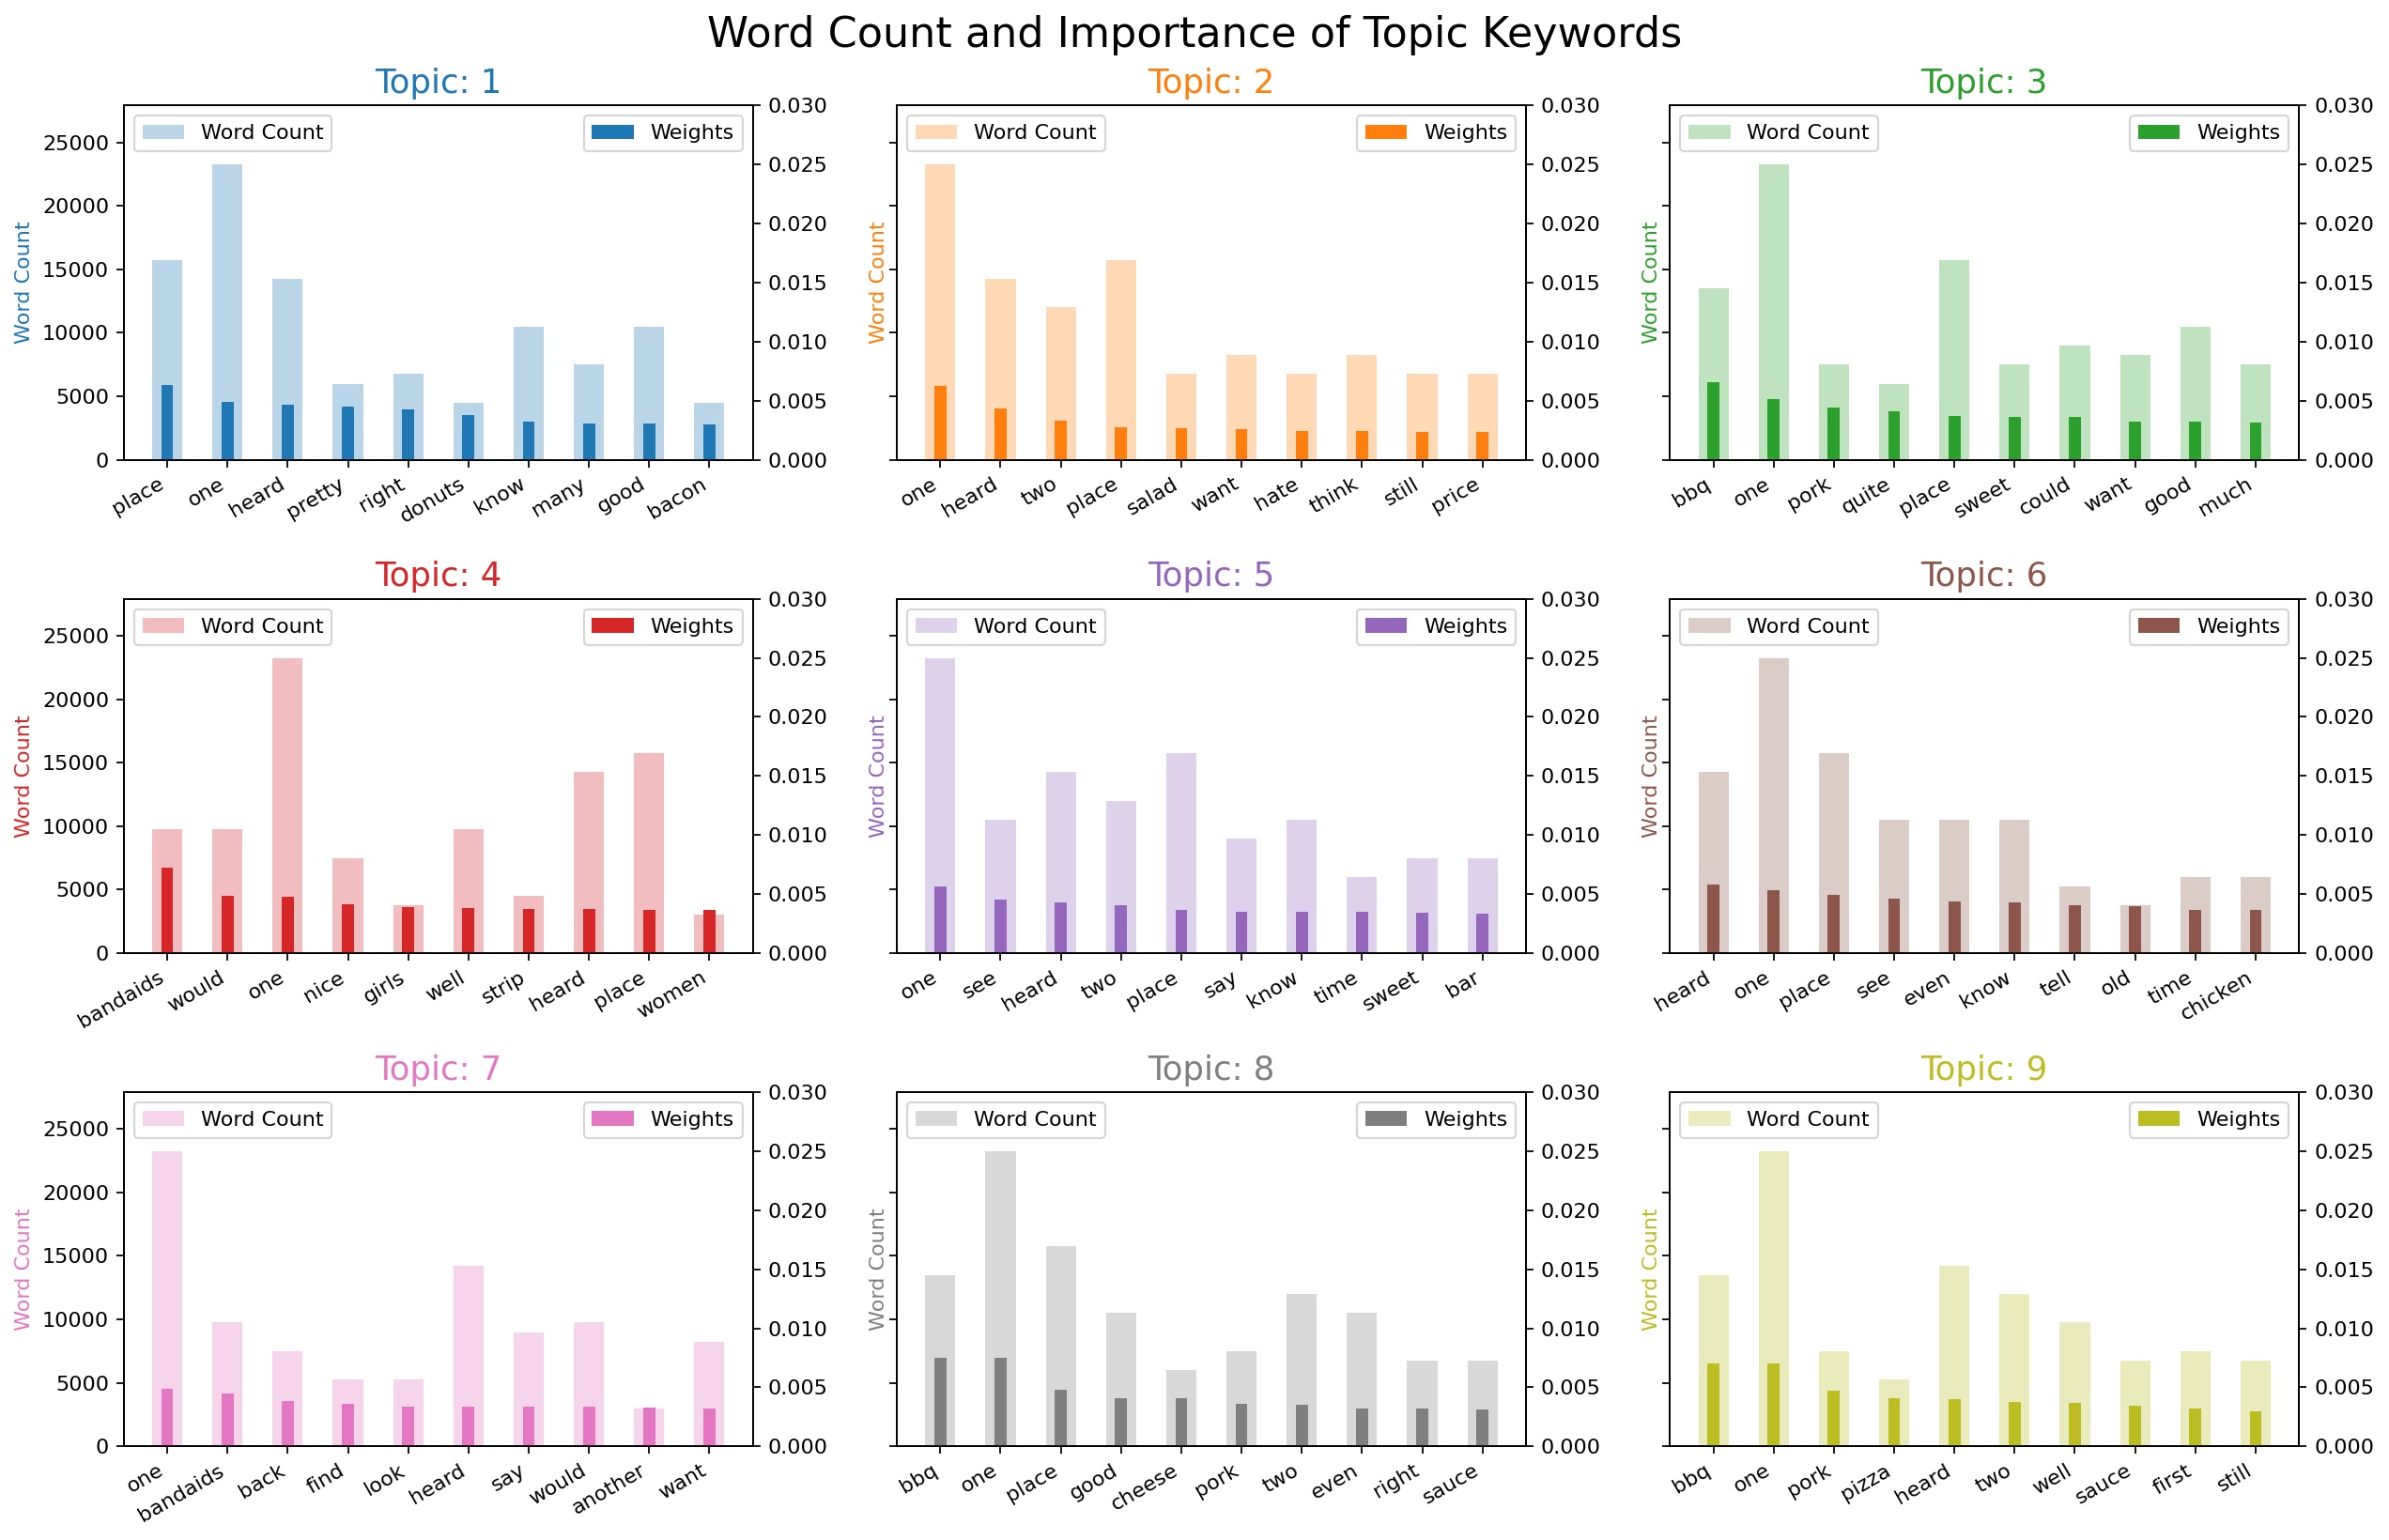 Word Count and Importance of Topic Keywords
Topic: 1
Word Count
Weights
Word Count
25000
20000
15000
10000
5000
0
0.030
0.025
0.020
0.015
0.010
0.005
0.000
place one heard pretty right donuts know many good bacon
Topic: 2
Word Count
Weights
Word Count
0.030
0.025
0.020
0.015
0.010
0.005
0.000
one heard two place salad want hate think still price
Topic: 3
Word Count
Weights
Word Count
0.030
0.025
0.020
0.015
0.010
0.005
0.000
bbq one pork quite place sweet could want good much
Topic: 4
Word Count
Weights
Word Count
25000
20000
15000
10000
5000
0
0.030
0.025
0.020
0.015
0.010
0.005
0.000
bandaids would one nice girls well strip heard place women
Topic: 5
Word Count
Weights
Word Count
0.030
0.025
0.020
0.015
0.010
0.005
0.000
one see heard two place say know time sweet bar
Topic: 6
Word Count
Weights
Word Count
0.030
0.025
0.020
0.015
0.010
0.005
0.000
heard one place see even know tell old time chicken
Topic: 7
Word Count
Weights
Word Count
25000
20000
15000
10000
5000
0
0.030
0.025
0.020
0.015
0.010
0.005
0.000
one bandaids back find look heard say would another want
Topic: 8
Word Count
Weights
Word Count
0.030
0.025
0.020
0.015
0.010
0.005
0.000
bbq one place good cheese pork two even right sauce
Topic: 9
Word Count
Weights
Word Count
0.030
0.025
0.020
0.015
0.010
0.005
0.000
bbq one pork pizza heard two well sauce first still